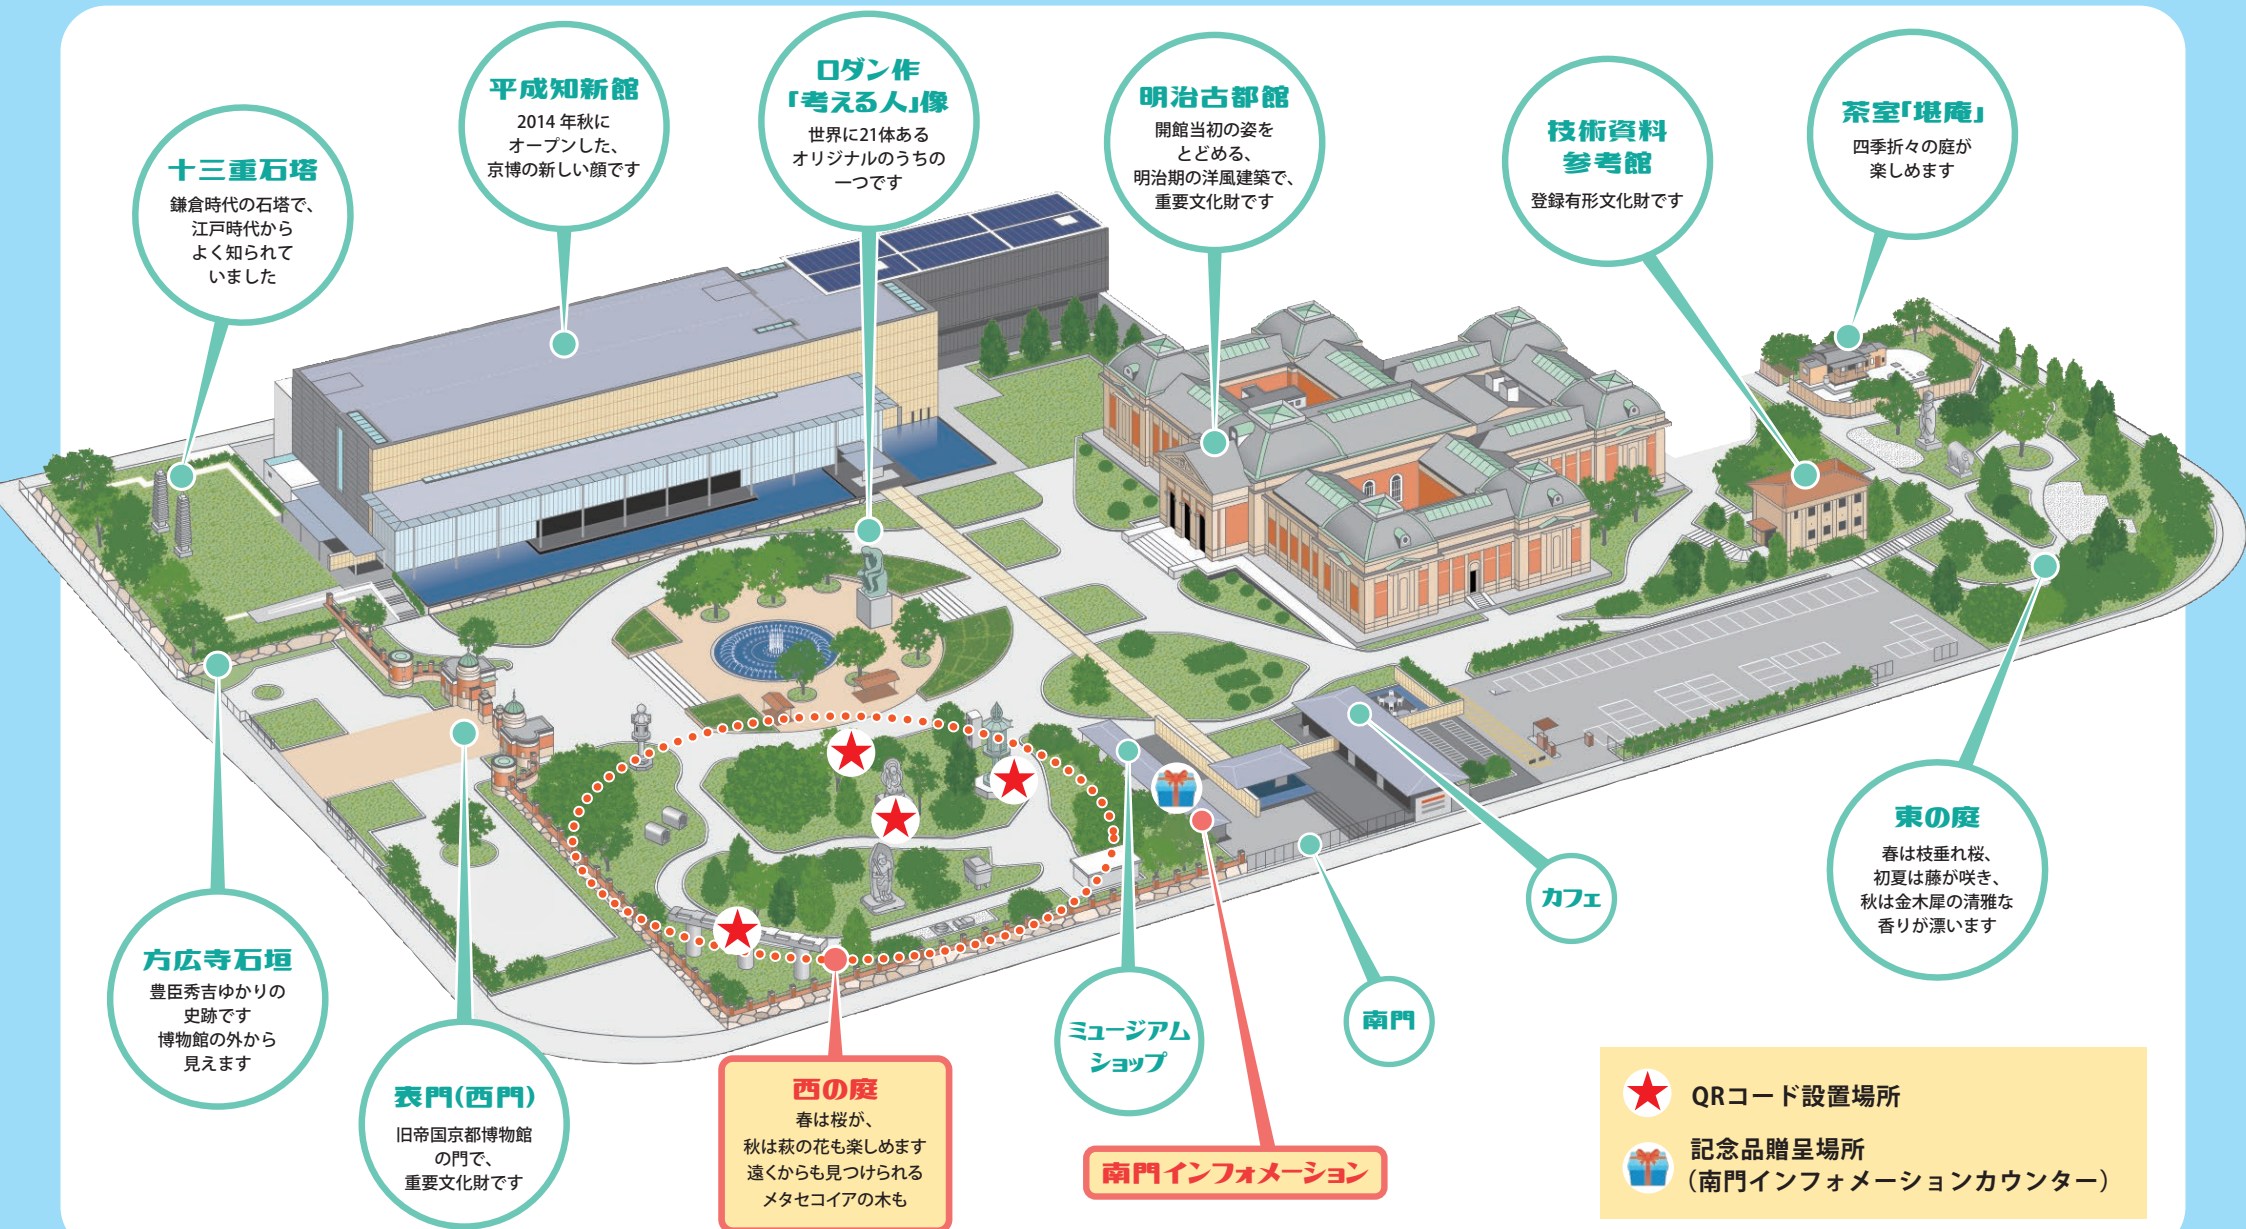 十三重石塔
鎌倉時代の石塔で、
江戸時代から
よく知られて
いました
平成知新館
2014 年秋に
オープンした、
京博の新しい顔です
ロダン作
「考える人」像
世界に21体ある
オリジナルのうちの
一つです
明治古都館
開館当初の姿を
とどめる、
明治期の洋風建築で、
重要文化財です
技術資料
参考館
登録有形文化財です
茶室「堪庵」
四季折々の庭が
楽しめます
方広寺石垣
豊臣秀吉ゆかりの
史跡です
博物館の外から
見えます
表門(西門)
旧帝国京都博物館
の門で、
重要文化財です
西の庭
春は桜が、
秋は萩の花も楽しめます
遠くからも見つけられる
メタセコイアの木も
ミュージアム
ショップ
南門インフォメーション
南門
カフェ
東の庭
春は枝垂れ桜、
初夏は藤が咲き、
秋は金木犀の清雅な
香りが漂います
QRコード設置場所
記念品贈呈場所
（南門インフォメーションカウンター）